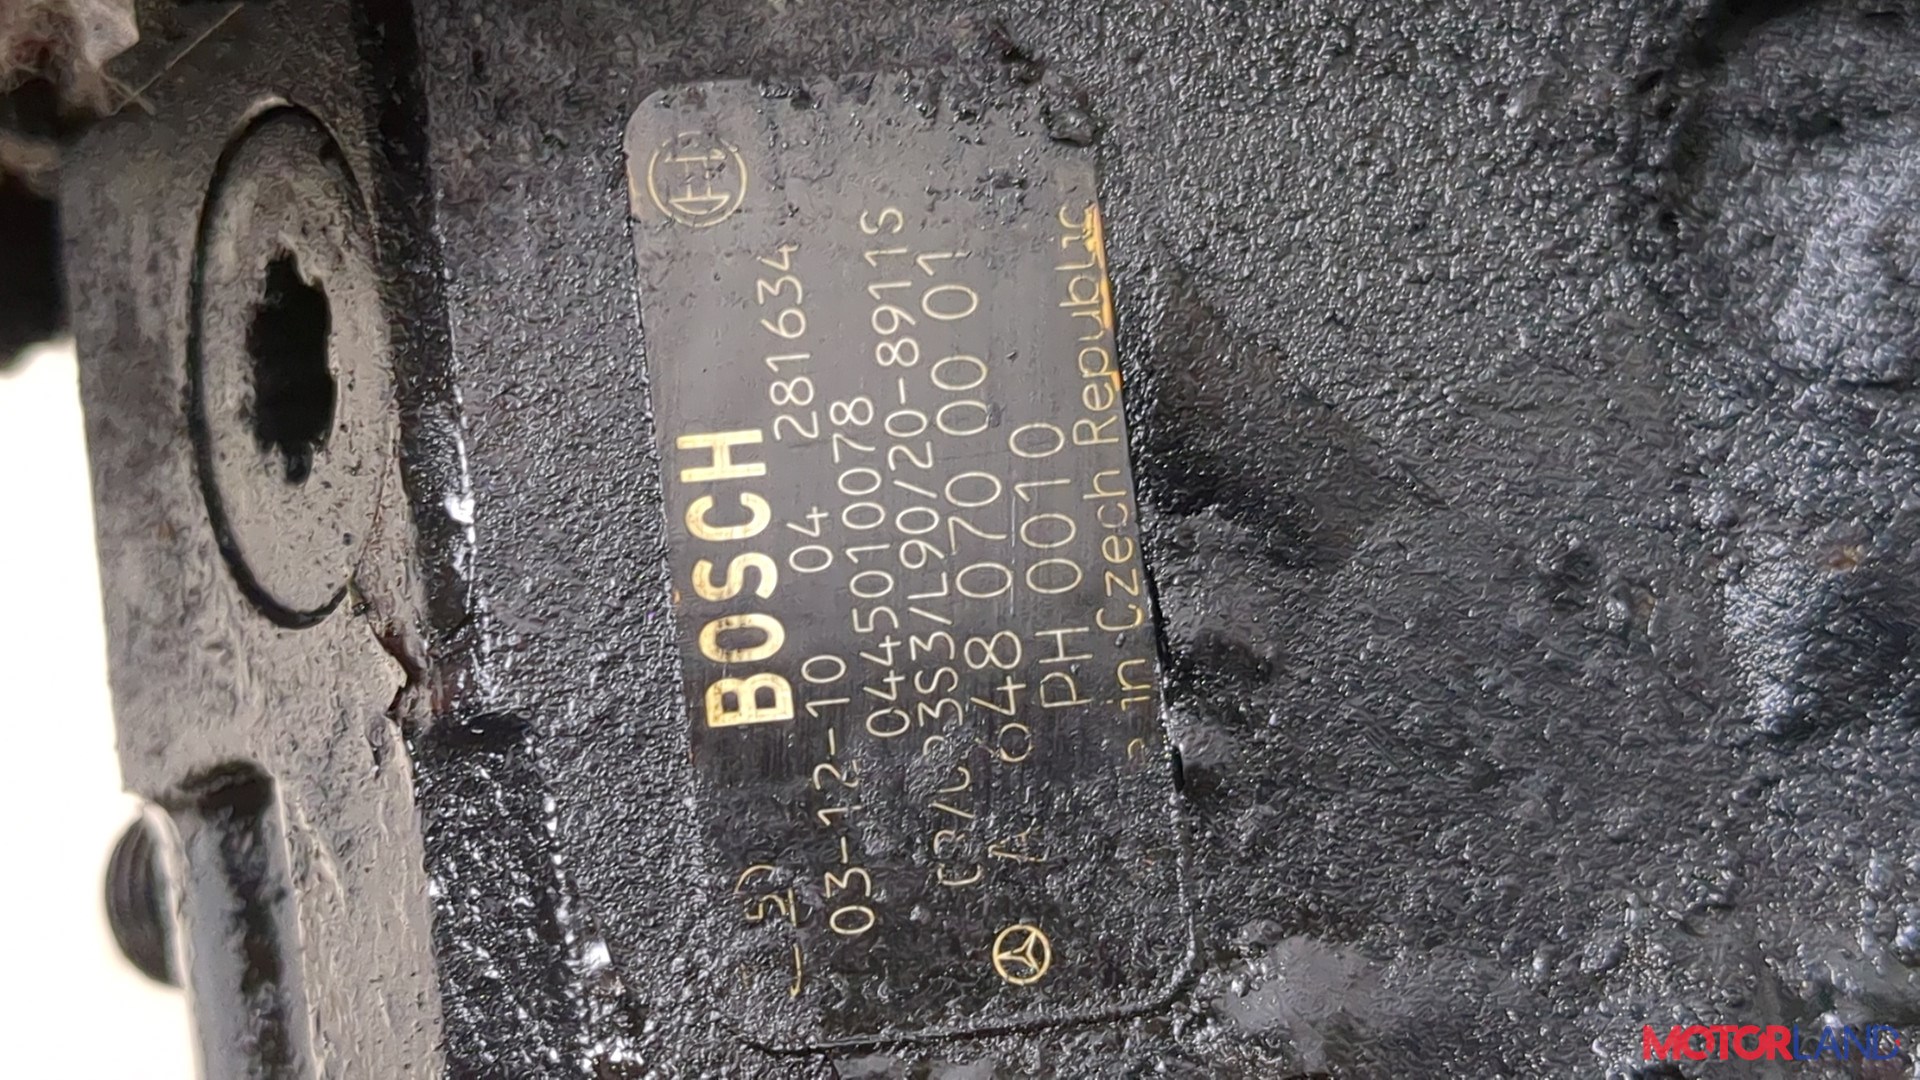 BOSCH
03-12-10 04 281634
0445010078
3S3/L90/20-8911S
A 648 070 00 01
PH 0010
in Czech Republic
MOTORLAND